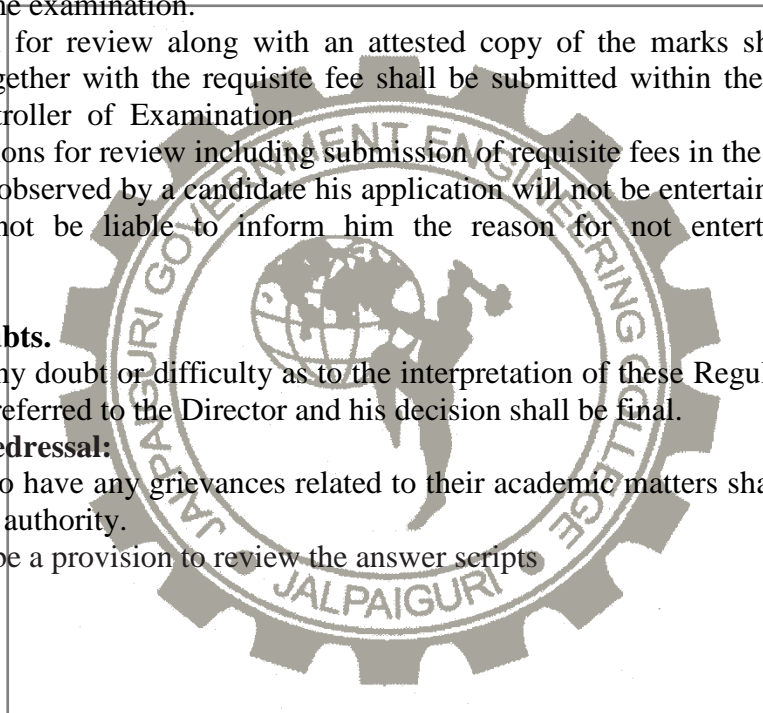 e examination.
for review along with an attested copy of the marks sh
gether with the requisite fee shall be submitted within the
troller of Examination
ons for review including submission of requisite fees in the
observed by a candidate his application will not be entertain
not be liable to inform him the reason for not entert
bts.
ny doubt or difficulty as to the interpretation of these Regul
referred to the Director and his decision shall be final.
edressal:
o have any grievances related to their academic matters sha
authority.
be a provision to review the answer scripts
JALPAIGURI GOVERNMENT ENGINEERING COLLEGE
JALPAIGURI